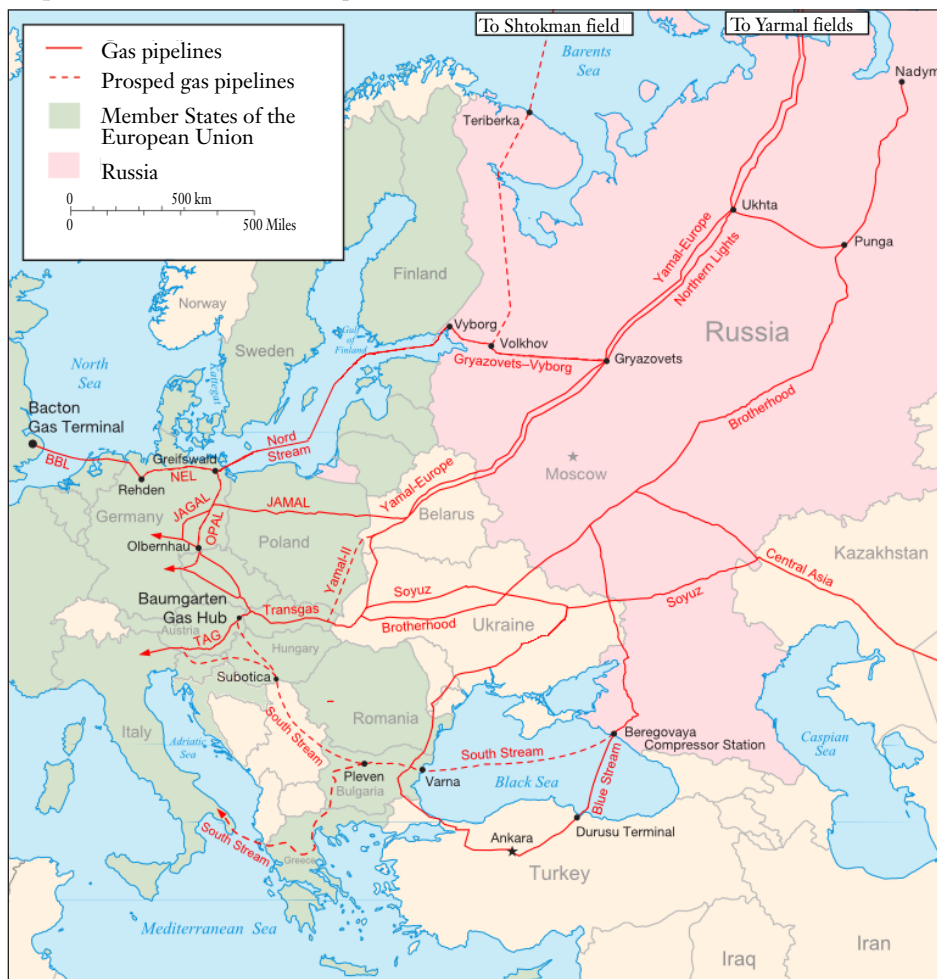 To Shtokman field
To Yarmal fields
Gas pipelines
Prosped gas pipelines
Member States of the
European Union
Russia
0 500 km
0 500 Miles
Barents
Sea
Nadym
Teriberka
Ukhta
Punga
Yamal-Europe
Northern Lights
Finland
Norway
Sweden
Gulf
of
Finland
Vyborg
Volkhov
Gryazovets–Vyborg
Gryazovets
Russia
North
Sea
Kattegat
Bacton
Gas Terminal
BBL
Rehden
NEL
Greifswald
Nord
Stream
Brotherhood
Moscow
Germany
JAGAL
OPAL
JAMAL
Yamal-Europe
Belarus
Olbernhau
Poland
Yamal-II
Kazakhstan
Central Asia
Soyuz
Soyuz
Baumgarten
Gas Hub
Transgas
Brotherhood
Ukraine
Austria
TAG
Hungary
Subotica
Romania
Italy
Adriatic
Sea
South Stream
Pleven
Bulgaria
Varna
South Stream
Black Sea
Beregovaya
Compressor Station
Blue Stream
Caspian
Sea
South Stream
Greece
Ankara
Durusu Terminal
Turkey
Mediterranean Sea
Iraq
Iran